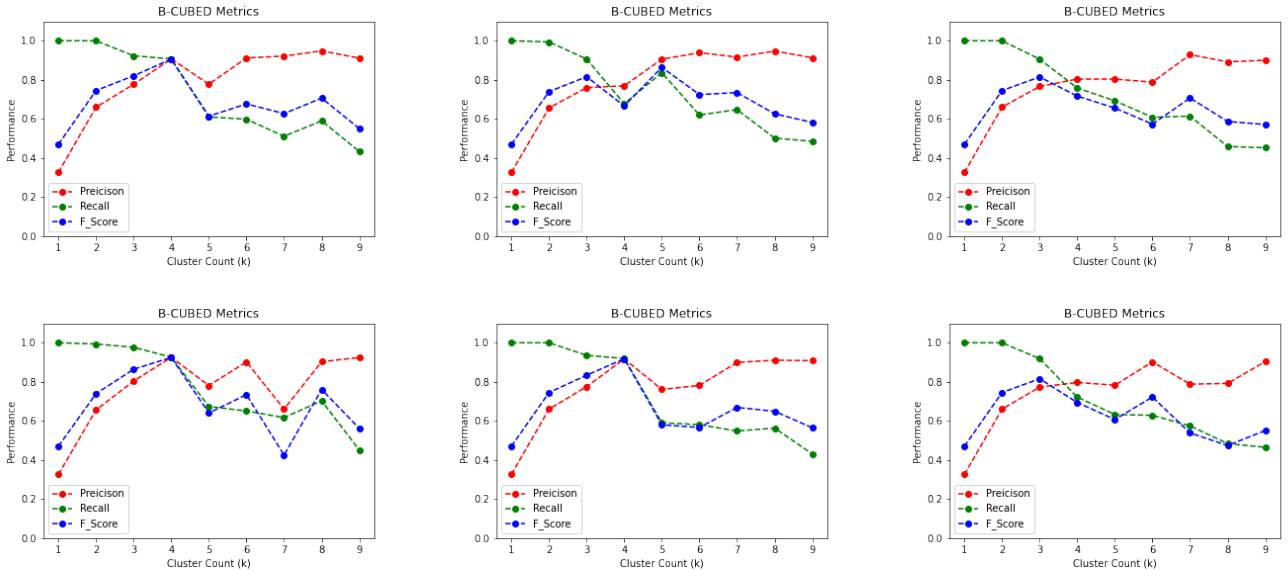 B-CUBED Metrics
1.0
0.8
0.6
0.4
0.2
0.0
Performance
Preicison
Recall
F_Score
1 2 3 4 5 6 7 8 9
Cluster Count (k)
B-CUBED Metrics
1.0
0.8
0.6
0.4
0.2
0.0
Performance
Preicison
Recall
F_Score
1 2 3 4 5 6 7 8 9
Cluster Count (k)
B-CUBED Metrics
1.0
0.8
0.6
0.4
0.2
0.0
Performance
Preicison
Recall
F_Score
1 2 3 4 5 6 7 8 9
Cluster Count (k)
B-CUBED Metrics
1.0
0.8
0.6
0.4
0.2
0.0
Performance
Preicison
Recall
F_Score
1 2 3 4 5 6 7 8 9
Cluster Count (k)
B-CUBED Metrics
1.0
0.8
0.6
0.4
0.2
0.0
Performance
Preicison
Recall
F_Score
1 2 3 4 5 6 7 8 9
Cluster Count (k)
B-CUBED Metrics
1.0
0.8
0.6
0.4
0.2
0.0
Performance
Preicison
Recall
F_Score
1 2 3 4 5 6 7 8 9
Cluster Count (k)